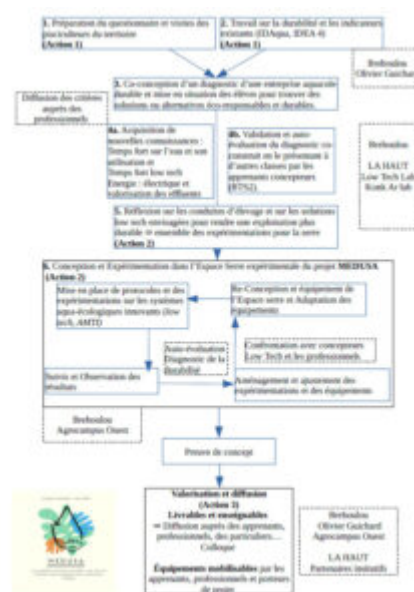 1. Préparation du questionnaire et visites des
pisciculteurs du territoire
(Action 1)
2. Travail sur la durabilité et les indicateurs
existants (IDAqua, IDEA 4)
(Action 1)
Brehoulou
Olivier Guichard
3. Co-conception d'un diagnostic d'une entreprise aquacole
durable et mise en situation des élèves pour trouver des
solutions ou alternatives éco-responsables et durables.
Diffusion des critères
auprès des
professionnels
4a. Acquisition de
nouvelles connaissances :
Temps fort sur l'eau et son
utilisation et
Temps fort low tech
Energie : électrique et
valorisation des effluents
4b. Validation et auto-
évaluation du diagnostic co-
construit en le présentant à
d'autres classes par les
apprenants concepteurs
(BTS2)
Brehoulou
LA HAUT
Low Tech Lab
Konk Ar lab
5. Réflexion sur les conduites d'élevage et sur les solutions
low tech envisagées pour rendre une exploitation plus
durable = ensemble des expérimentations pour la serre
(Action 2)
6. Conception et Expérimentation dans l'Espace Serre expérimentale du projet MEDUSA
(Action 2)
Mise en place de protocoles et des
expérimentations sur les systèmes
aqua-écologiques innovants (low
tech, AMTI)
Re-Conception et équipement de
l'Espace serre et Adaptation des
équipements
Auto-évaluation
Diagnostic de la
durabilité
Confrontation avec concepteurs
Low Tech et les professionnels
Suivis et Observation des
résultats
Aménagement et ajustement des
expérimentations et des équipements
Brehoulou
Agrocampus Ouest
Preuve de concept
Valorisation et diffusion
(Action 3)
Livrables et enseignables
= Diffusion auprès des apprenants,
professionnels, des particuliers…
Colloque
Équipements mobilisables par les
apprenants, professionnels et porteurs
de projet
Brehoulou
Olivier Guichard
Agrocampus Ouest
LA HAUT
Partenaires
MEDUSA